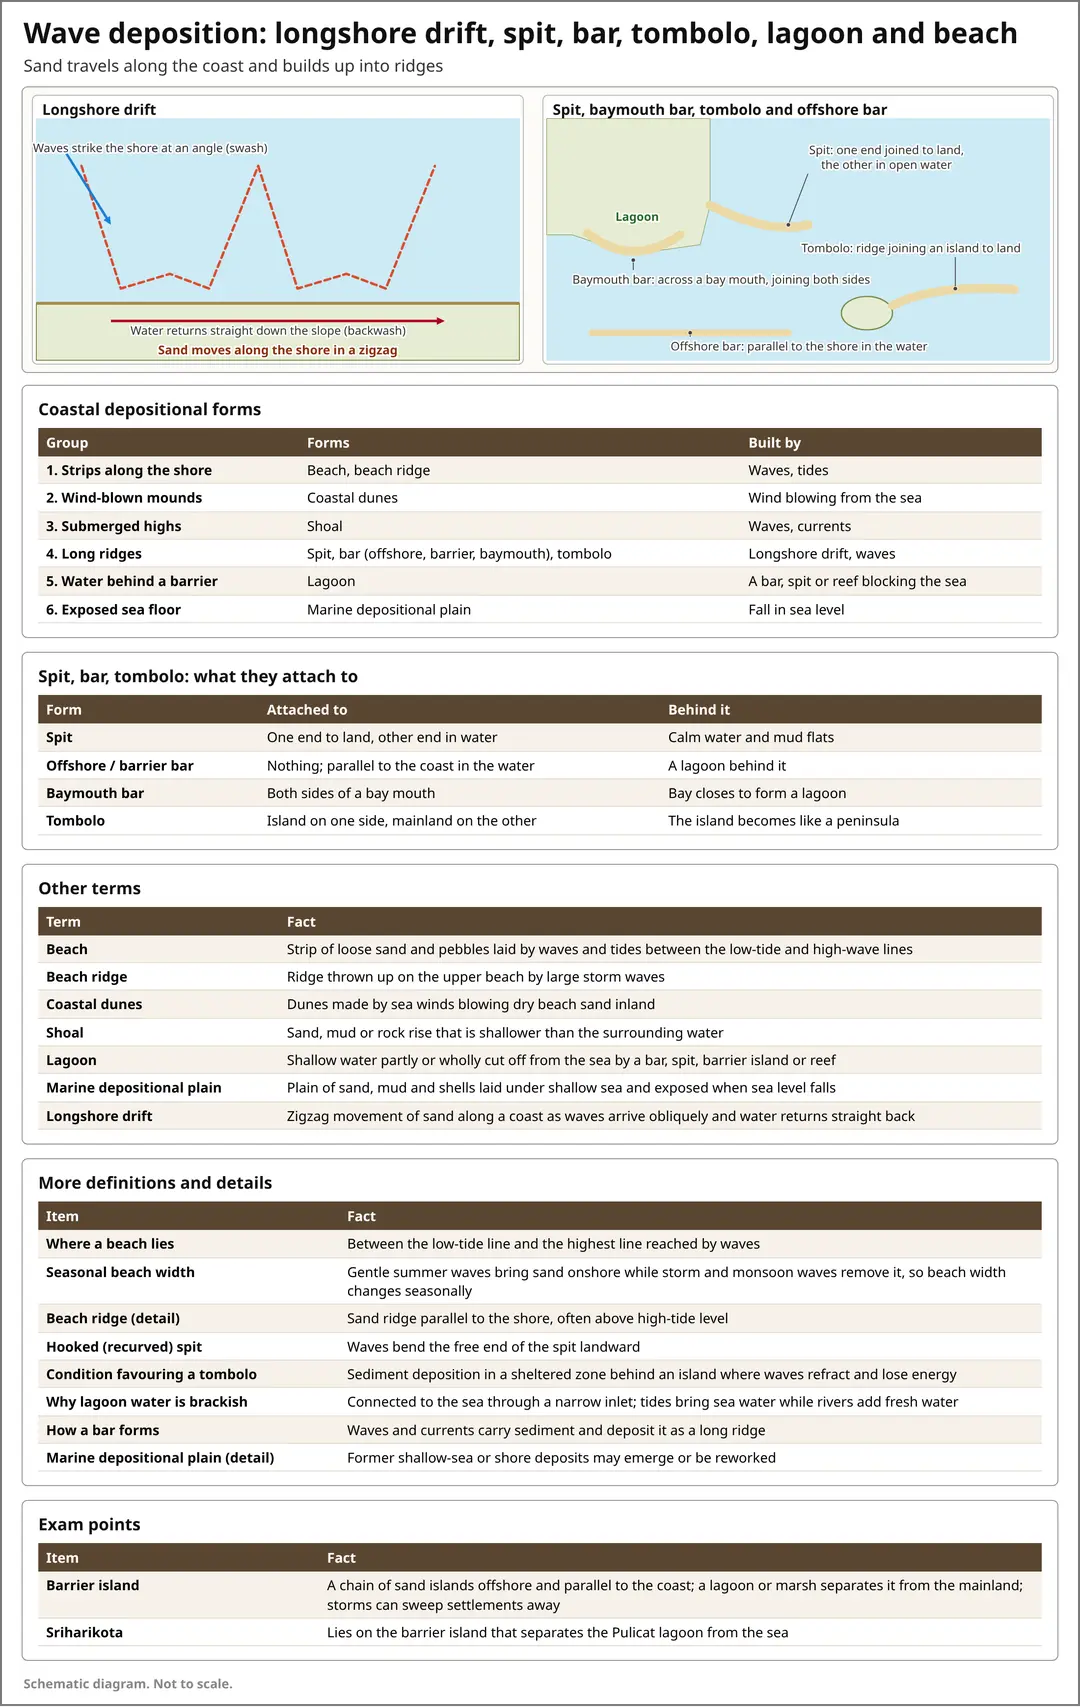 Wave deposition: longshore drift, spit, bar, tombolo, lagoon and beach
Sand travels along the coast and builds up into ridges
Longshore drift
Waves strike the shore at an angle (swash)
Water returns straight down the slope (backwash)
Sand moves along the shore in a zigzag
Spit, baymouth bar, tombolo and offshore bar
Spit: one end joined to land,
the other in open water
Lagoon
Tombolo: ridge joining an island to land
Baymouth bar: across a bay mouth, joining both sides
Offshore bar: parallel to the shore in the water
Coastal depositional forms
Group Forms Built by
1. Strips along the shore Beach, beach ridge Waves, tides
2. Wind-blown mounds Coastal dunes Wind blowing from the sea
3. Submerged highs Shoal Waves, currents
4. Long ridges Spit, bar (offshore, barrier, baymouth), tombolo Longshore drift, waves
5. Water behind a barrier Lagoon A bar, spit or reef blocking the sea
6. Exposed sea floor Marine depositional plain Fall in sea level
Spit, bar, tombolo: what they attach to
Form Attached to Behind it
Spit One end to land, other end in water Calm water and mud flats
Offshore / barrier bar Nothing; parallel to the coast in the water A lagoon behind it
Baymouth bar Both sides of a bay mouth Bay closes to form a lagoon
Tombolo Island on one side, mainland on the other The island becomes like a peninsula
Other terms
Term Fact
Beach Strip of loose sand and pebbles laid by waves and tides between the low-tide and high-wave lines
Beach ridge Ridge thrown up on the upper beach by large storm waves
Coastal dunes Dunes made by sea winds blowing dry beach sand inland
Shoal Sand, mud or rock rise that is shallower than the surrounding water
Lagoon Shallow water partly or wholly cut off from the sea by a bar, spit, barrier island or reef
Marine depositional plain Plain of sand, mud and shells laid under shallow sea and exposed when sea level falls
Longshore drift Zigzag movement of sand along a coast as waves arrive obliquely and water returns straight back
More definitions and details
Item Fact
Where a beach lies Between the low-tide line and the highest line reached by waves
Seasonal beach width Gentle summer waves bring sand onshore while storm and monsoon waves remove it, so beach width
changes seasonally
Beach ridge (detail) Sand ridge parallel to the shore, often above high-tide level
Hooked (recurved) spit Waves bend the free end of the spit landward
Condition favouring a tombolo Sediment deposition in a sheltered zone behind an island where waves refract and lose energy
Why lagoon water is brackish Connected to the sea through a narrow inlet; tides bring sea water while rivers add fresh water
How a bar forms Waves and currents carry sediment and deposit it as a long ridge
Marine depositional plain (detail) Former shallow-sea or shore deposits may emerge or be reworked
Exam points
Item Fact
Barrier island A chain of sand islands offshore and parallel to the coast; a lagoon or marsh separates it from the mainland;
storms can sweep settlements away
Sriharikota Lies on the barrier island that separates the Pulicat lagoon from the sea
Schematic diagram. Not to scale.